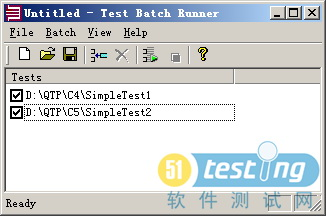 Untitled - Test Batch Runner
File Batch View Help
Tests
D:\QTP\C4\SimpleTest1
D:\QTP\C5\SimpleTest2
51 testing
软件测试网
Ready